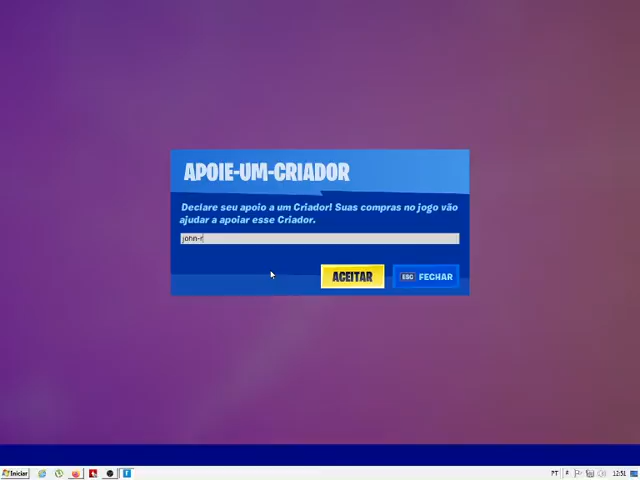 APOIE-UM-CRIADOR
Declare seu apoio a um Criador! Suas compras no jogo vão
ajudar a apoiar esse Criador.
john-r
ACEITAR
ESC FECHAR
Iniciar
PT
12:51